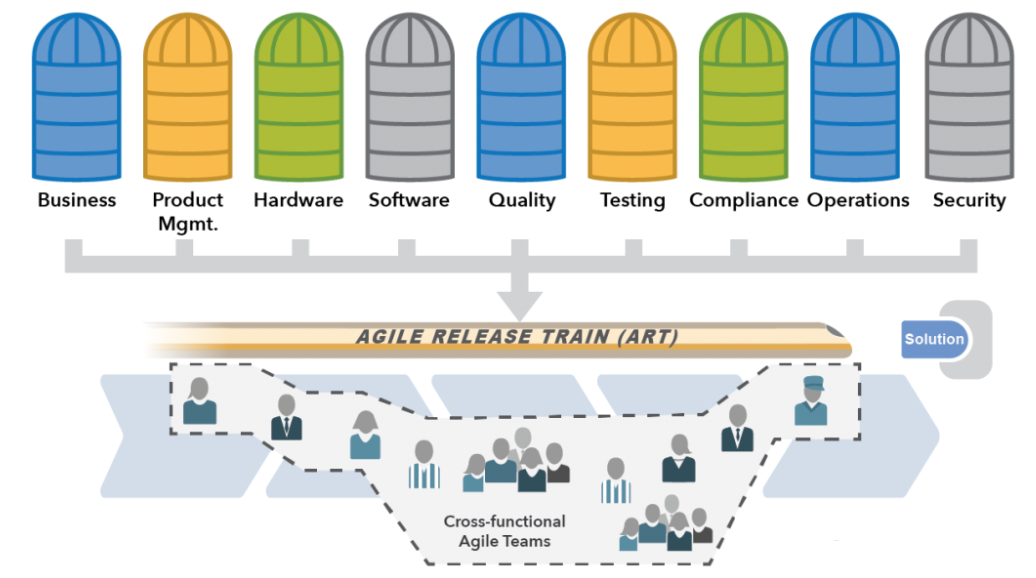 Business
Product
Mgmt.
Hardware
Software
Quality
Testing
Compliance
Operations
Security
AGILE RELEASE TRAIN (ART)
Solution
Cross-functional
Agile Teams